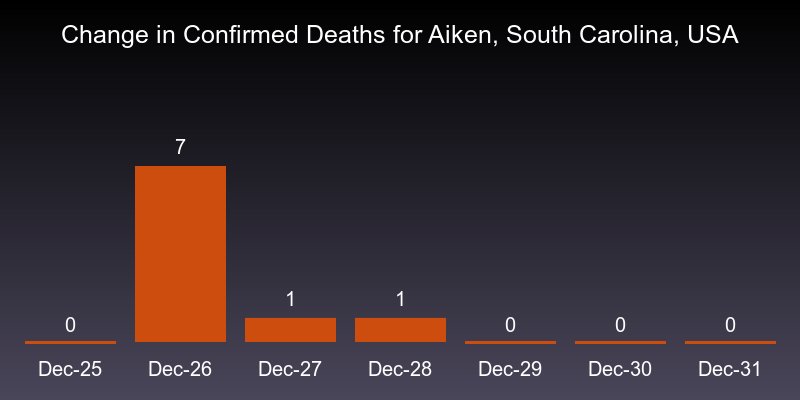 Change in Confirmed Deaths for Aiken, South Carolina, USA
7
1
1
0
0
0
0
Dec-25
Dec-26
Dec-27
Dec-28
Dec-29
Dec-30
Dec-31